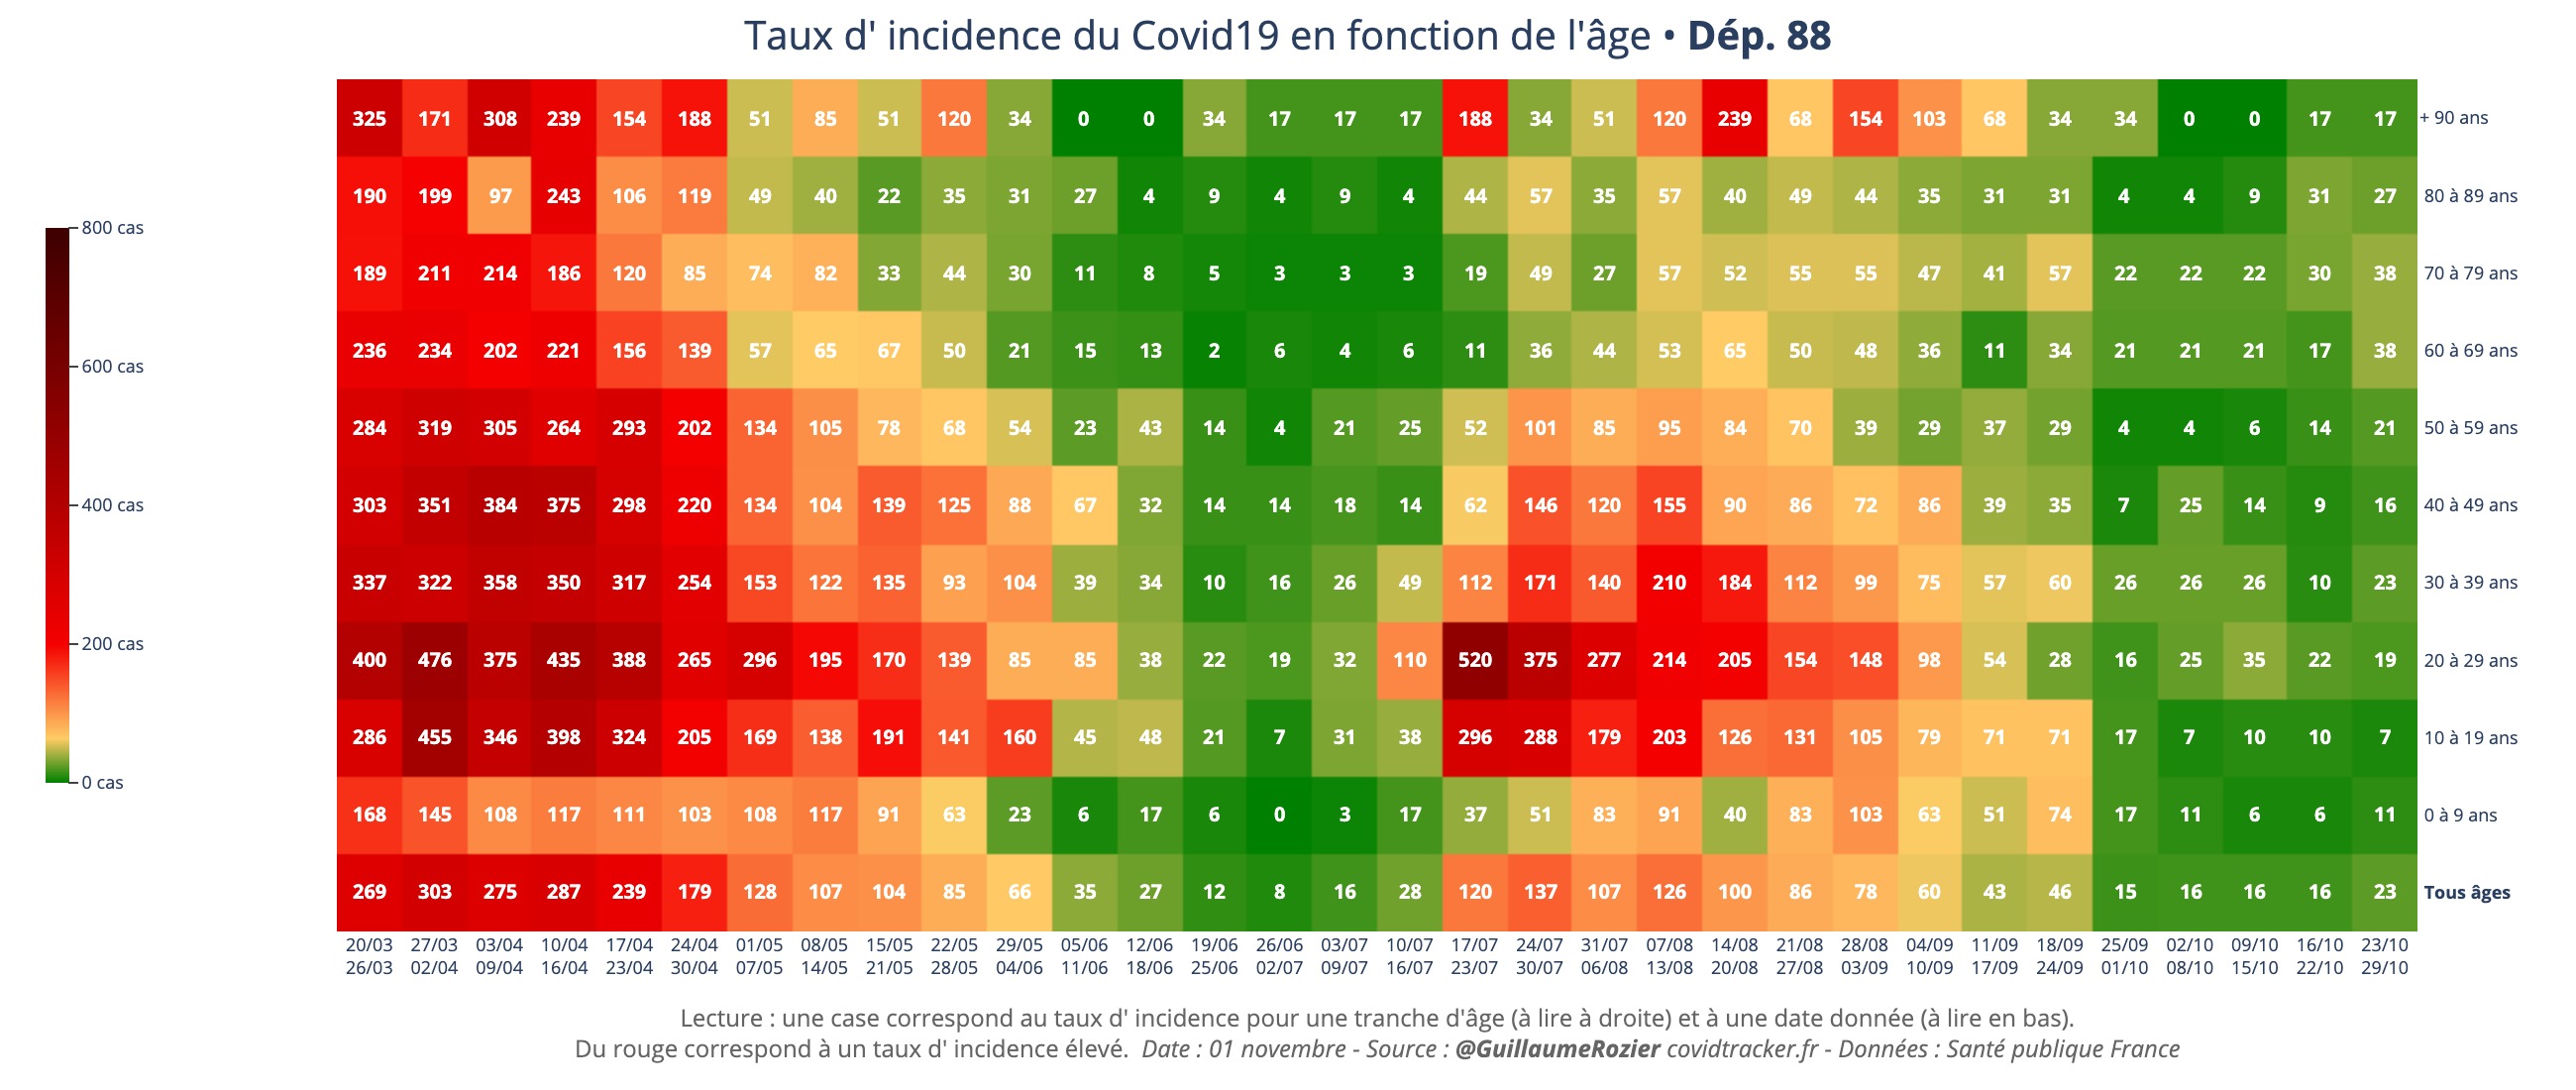 Taux d' incidence du Covid19 en fonction de l'âge • Dép. 88
325 171 308 239 154 188 51 85 51 120 34 0 0 34 17 17 17 188 34 51 120 239 68 154 103 68 34 34 0 0 17 17 + 90 ans
190 199 97 243 106 119 49 40 22 35 31 27 4 9 4 9 4 44 57 35 57 40 49 44 35 31 31 4 4 9 31 27 80 à 89 ans
800 cas
189 211 214 186 120 85 74 82 33 44 30 11 8 5 3 3 3 19 49 27 57 52 55 55 47 41 57 22 22 22 30 38 70 à 79 ans
236 234 202 221 156 139 57 65 67 50 21 15 13 2 6 4 6 11 36 44 53 65 50 48 36 11 34 21 21 21 17 38 60 à 69 ans
600 cas
284 319 305 264 293 202 134 105 78 68 54 23 43 14 4 21 25 52 101 85 95 84 70 39 29 37 29 4 4 6 14 21 50 à 59 ans
400 cas
303 351 384 375 298 220 134 104 139 125 88 67 32 14 14 18 14 62 146 120 155 90 86 72 86 39 35 7 25 14 9 16 40 à 49 ans
337 322 358 350 317 254 153 122 135 93 104 39 34 10 16 26 49 112 171 140 210 184 112 99 75 57 60 26 26 26 10 23 30 à 39 ans
200 cas
400 476 375 435 388 265 296 195 170 139 85 85 38 22 19 32 110 520 375 277 214 205 154 148 98 54 28 16 25 35 22 19 20 à 29 ans
286 455 346 398 324 205 169 138 191 141 160 45 48 21 7 31 38 296 288 179 203 126 131 105 79 71 71 17 7 10 10 7 10 à 19 ans
0 cas
168 145 108 117 111 103 108 117 91 63 23 6 17 6 0 3 17 37 51 83 91 40 83 103 63 51 74 17 11 6 6 11 0 à 9 ans
269 303 275 287 239 179 128 107 104 85 66 35 27 12 8 16 28 120 137 107 126 100 86 78 60 43 46 15 16 16 16 23 Tous âges
20/03 27/03 03/04 10/04 17/04 24/04 01/05 08/05 15/05 22/05 29/05 05/06 12/06 19/06 26/06 03/07 10/07 17/07 24/07 31/07 07/08 14/08 21/08 28/08 04/09 11/09 18/09 25/09 02/10 09/10 16/10 23/10
26/03 02/04 09/04 16/04 23/04 30/04 07/05 14/05 21/05 28/05 04/06 11/06 18/06 25/06 02/07 09/07 16/07 23/07 30/07 06/08 13/08 20/08 27/08 03/09 10/09 17/09 24/09 01/10 08/10 15/10 22/10 29/10
Lecture : une case correspond au taux d' incidence pour une tranche d'âge (à lire à droite) et à une date donnée (à lire en bas).
Du rouge correspond à un taux d' incidence élevé. Date : 01 novembre - Source : @GuillaumeRozier covidtracker.fr - Données : Santé publique France